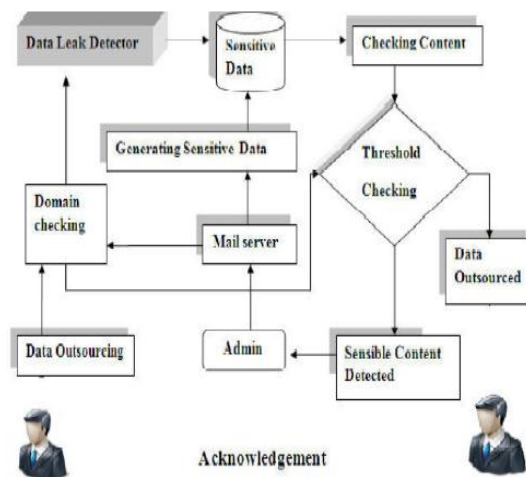 Data Leak Detector
Sensitive
Data
Checking Content
Generating Sensitive Data
Threshold
Checking
Domain
checking
Mail server
Data
Outsourced
Data Outsourcing
Admin
Sensible Content
Detected
Acknowledgement